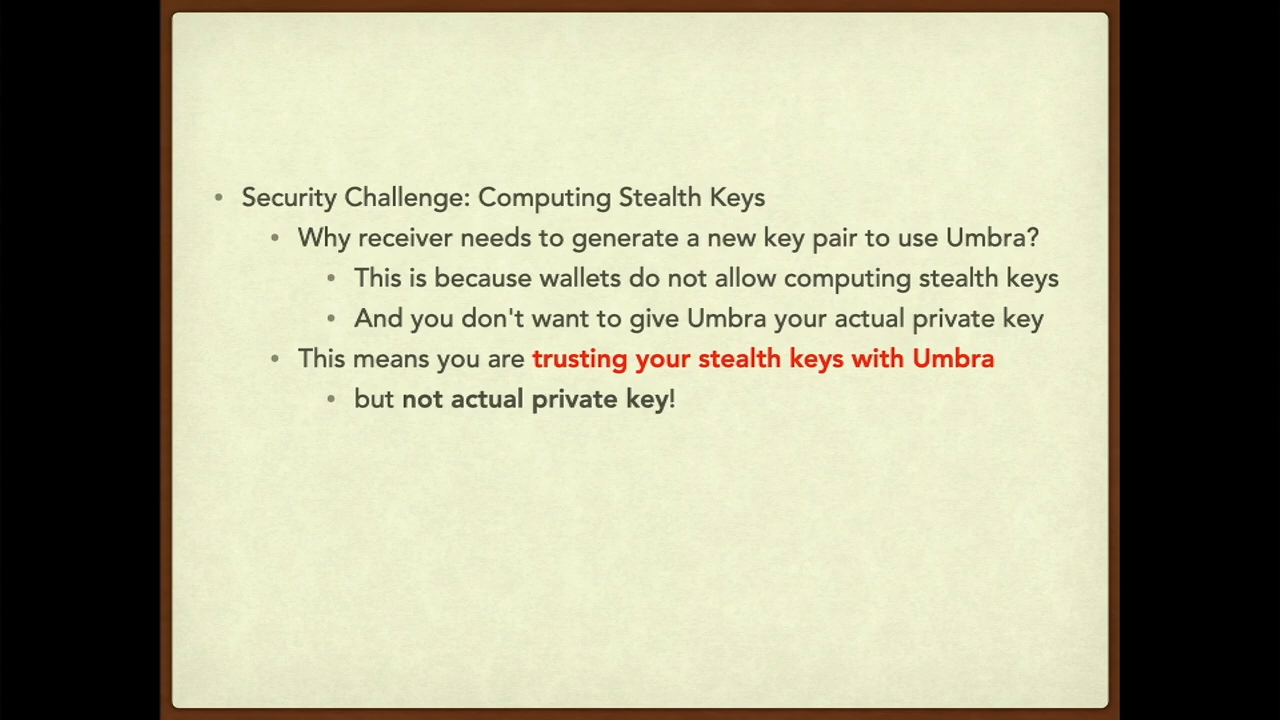 • Security Challenge: Computing Stealth Keys
• Why receiver needs to generate a new key pair to use Umbra?
• This is because wallets do not allow computing stealth keys
• And you don't want to give Umbra your actual private key
• This means you are trusting your stealth keys with Umbra
• but not actual private key!